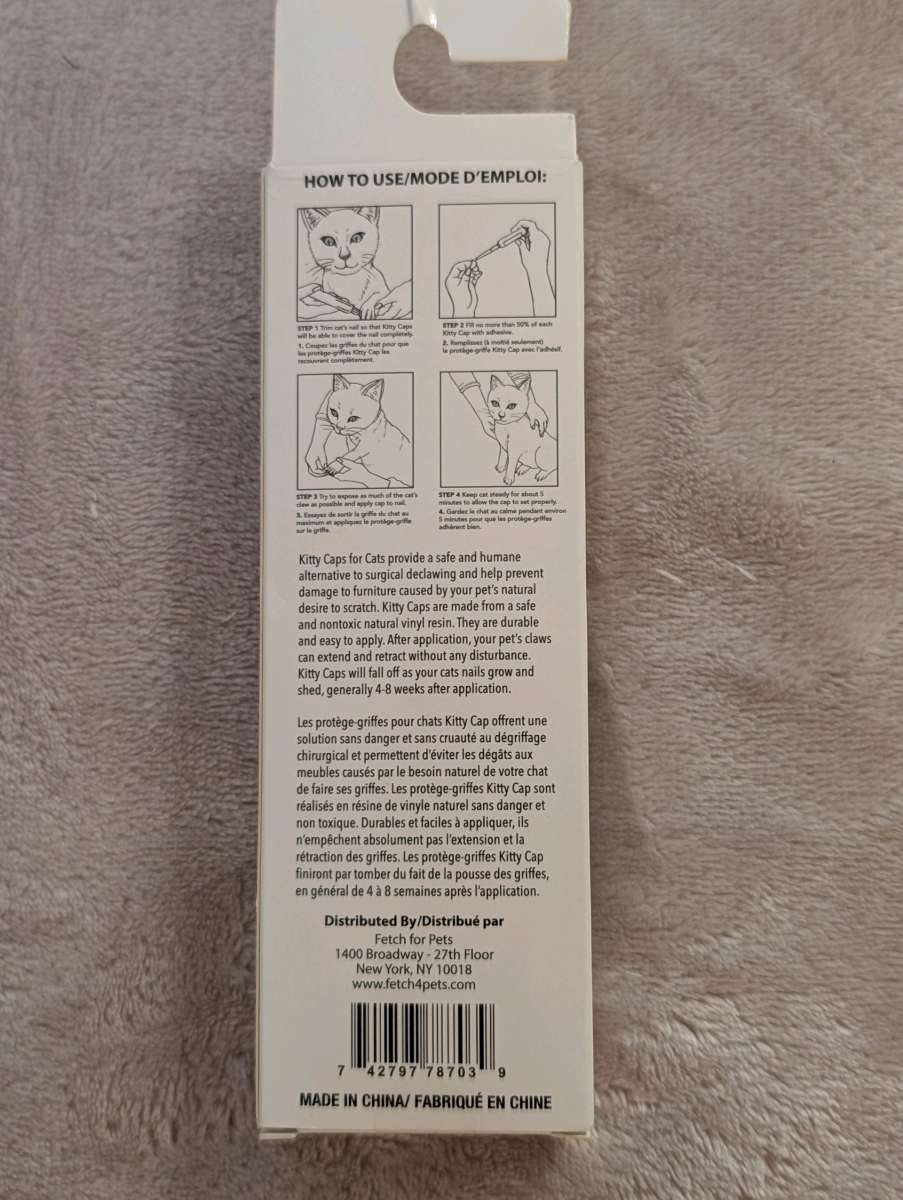 HOW TO USE/MODE D'EMPLOI:
STEP 1 Trim cat's nail so that Kitty Caps
will be able to cover the nail completely.
1. Coupez les griffes du chat pour que
les protège-griffes Kitty Cap les
recouvrent complètement.
STEP 2 Fill no more than 50% of each
Kitty Cap with adhesive.
2. Remplissez (à moitié seulement)
le protège-griffe Kitty Cap avec l'adhésif.
STEP 3 Try to expose as much of the cat's
claw as possible and apply cap to nail.
3. Essayez de sortir la griffe du chat au
maximum et appliquez le protège-griffe
sur le griffe.
STEP 4 Keep cat steady for about 5
minutes to allow the cap to set properly.
4. Gardez le chat au calme pendant environ
5 minutes pour que les protège-griffes
adhèrent bien.
Kitty Caps for Cats provide a safe and humane
alternative to surgical declawing and help prevent
damage to furniture caused by your pet's natural
desire to scratch. Kitty Caps are made from a safe
and nontoxic natural vinyl resin. They are durable
and easy to apply. After application, your pet's claws
can extend and retract without any disturbance.
Kitty Caps will fall off as your cats nails grow and
shed, generally 4-8 weeks after application.
Les protège-griffes pour chats Kitty Cap offrent une
solution sans danger et sans cruauté au dégriffage
chirurgical et permettent d'éviter les dégâts aux
meubles causés par le besoin naturel de votre chat
de faire ses griffes. Les protège-griffes Kitty Cap sont
réalisés en résine de vinyle naturel sans danger et
non toxique. Durables et faciles à appliquer, ils
n'empêchent absolument pas l'extension et la
rétraction des griffes. Les protège-griffes Kitty Cap
finiront par tomber du fait de la pousse des griffes,
en général de 4 à 8 semaines après l'application.
Distributed By/Distribué par
Fetch for Pets
1400 Broadway - 27th Floor
New York, NY 10018
www.fetch4pets.com
7 42797 78703 9
MADE IN CHINA/ FABRIQUÉ EN CHINE